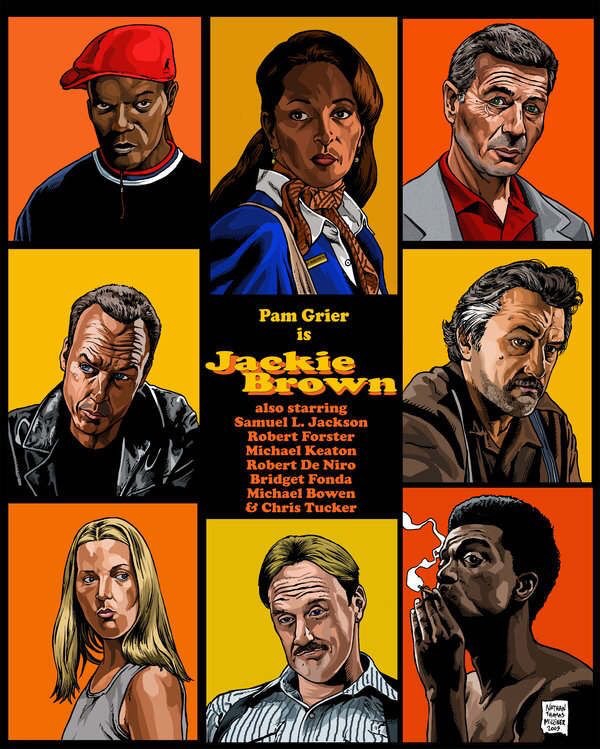 Pam Grier
is
Jackie
Brown
also starring
Samuel L. Jackson
Robert Forster
Michael Keaton
Robert De Niro
Bridget Fonda
Michael Bowen
& Chris Tucker
NATHAN
THOMAS
MILLINER
2009